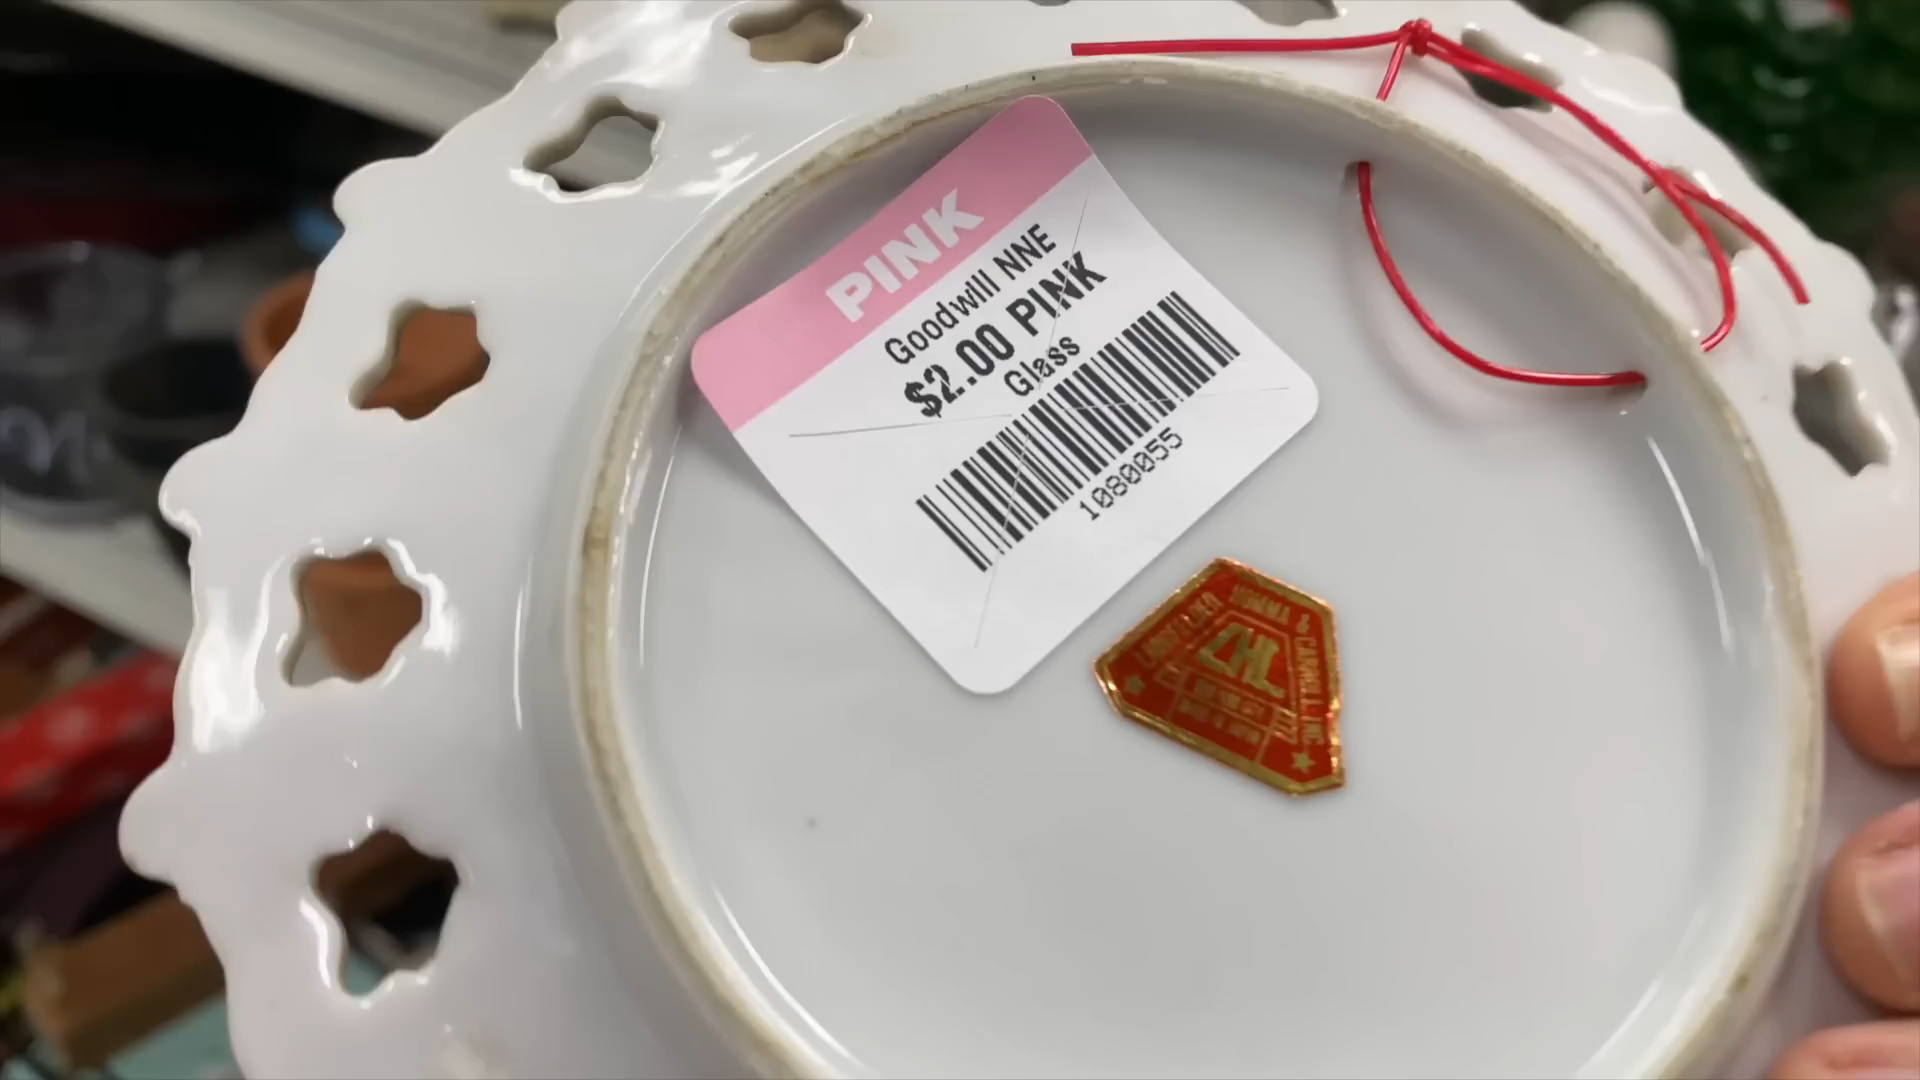 PINK
Goodwill NNE
$2.00 PINK
Glass
1080055
LHL